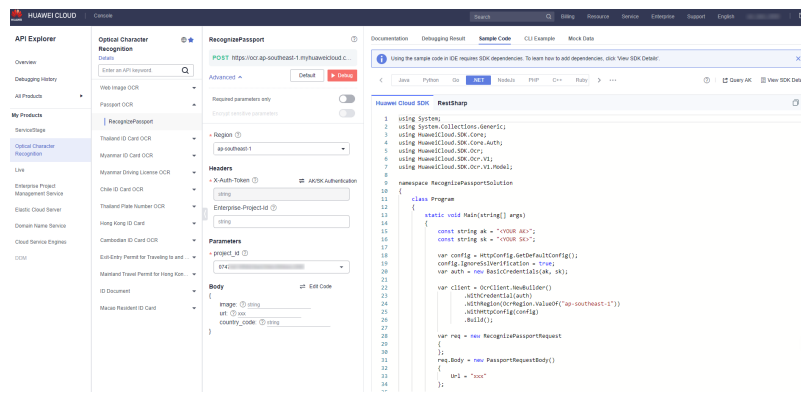 HUAWEI
HUAWEI CLOUD
Console
Search
Billing
Resource
Service
Enterprise
Support
English
API Explorer
Overview
Debugging History
All Products
My Products
ServiceStage
Optical Character
Recognition
Live
Enterprise Project
Management Service
Elastic Cloud Server
Domain Name Service
Cloud Service Engines
Optical Character
Recognition
Details
Enter an API keyword
Web Image OCR
Passport OCR
RecognizePassport
Thailand ID Card OCR
Myanmar ID Card OCR
Myanmar Driving License OCR
Chile ID Card OCR
Thailand Plate Number OCR
Hong Kong ID Card
Cambodian ID Card OCR
Exit-Entry Permit for Traveling to and ...
Mainland Travel Permit for Hong Kon...
ID Document
Macao Resident ID Card
RecognizePassport
POST https://ocr.ap-southeast-1.myhuaweicloud.c...
Advanced
Default
Debug
Required parameters only
Encrypt sensitive parameters
* Region
ap-southeast-1
Headers
* X-Auth-Token
AK/SK Authentication
string
Enterprise-Project-Id
string
Parameters
* project_id
0747
Body
Edit Code
{
image: string
url: xxx
country_code: string
}
Documentation
Debugging Result
Sample Code
CLI Example
Mock Data
Using the sample code in IDE requires SDK dependencies. To learn how to add dependencies, click 'View SDK Details'.
Java
Python
Go
.NET
NodeJs
PHP
C++
Ruby
Query AK
View SDK Deta
Huawei Cloud SDK
RestSharp
1 using System;
2 using System.Collections.Generic;
3 using HuaweiCloud.SDK.Core;
4 using HuaweiCloud.SDK.Core.Auth;
5 using HuaweiCloud.SDK.Ocr;
6 using HuaweiCloud.SDK.Ocr.V1;
7 using HuaweiCloud.SDK.Ocr.V1.Model;
8
9 namespace RecognizePassportSolution
10 {
11 class Program
12 {
13 static void Main(string[] args)
14 {
15 const string ak = "<YOUR AK>";
16 const string sk = "<YOUR SK>";
17
18 var config = HttpConfig.GetDefaultConfig();
19 config.IgnoreSslVerification = true;
20 var auth = new BasicCredentials(ak, sk);
21
22 var client = OcrClient.NewBuilder()
23 .WithCredential(auth)
24 .WithRegion(OcrRegion.ValueOf("ap-southeast-1"))
25 .WithHttpConfig(config)
26 .Build();
27
28 var req = new RecognizePassportRequest
29 {
30 };
31 req.Body = new PassportRequestBody()
32 {
33 Url = "xxx"
34 };